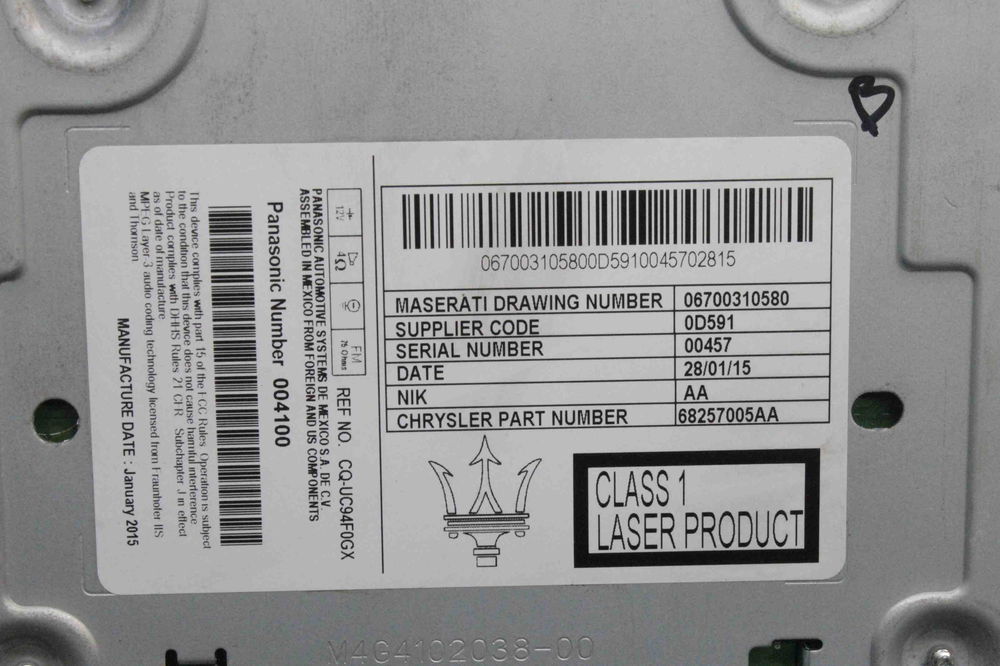 B
067003105800D5910045702815
MASERATI DRAWING NUMBER 06700310580
SUPPLIER CODE 0D591
SERIAL NUMBER 00457
DATE 28/01/15
NIK AA
CHRYSLER PART NUMBER 68257005AA
CLASS 1
LASER PRODUCT
12V
4Ω
FM
75 Ohms
REF NO. CQ-UC94F0GX
PANASONIC AUTOMOTIVE SYSTEMS DE MEXICO S.A. DE C.V.
ASSEMBLED IN MEXICO FROM FOREIGN AND US COMPONENTS
Panasonic Number 004100
This device complies with part 15 of the FCC Rules. Operation is subject
to the condition that this device does not cause harmful interference
Product complies with DHHS Rules 21 CFR Subchapter J in effect
as of date of manufacture
MPEG Layer-3 audio coding technology licensed from Fraunhofer IIS
and Thomson
MANUFACTURE DATE : January 2015
M4G4102038-00